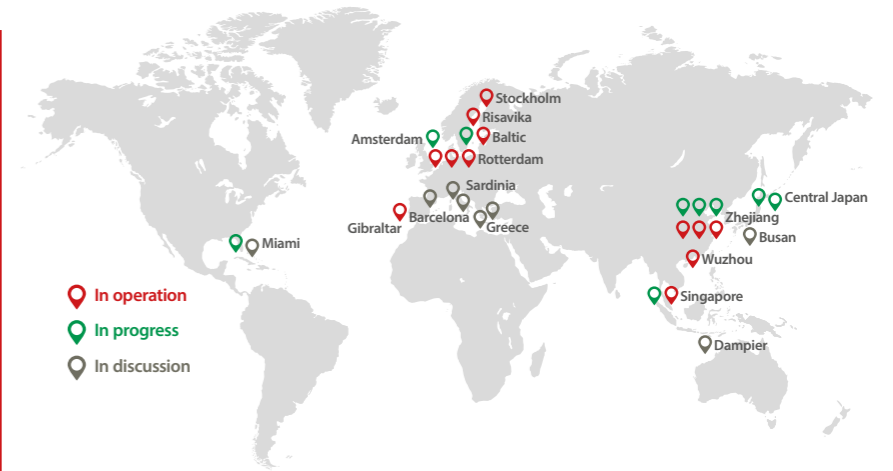 Stockholm
Risavika
Amsterdam
Baltic
Rotterdam
Sardinia
Central Japan
Barcelona
Zhejiang
Gibraltar
Greece
Busan
Miami
Wuzhou
In operation
Singapore
In progress
Dampier
In discussion